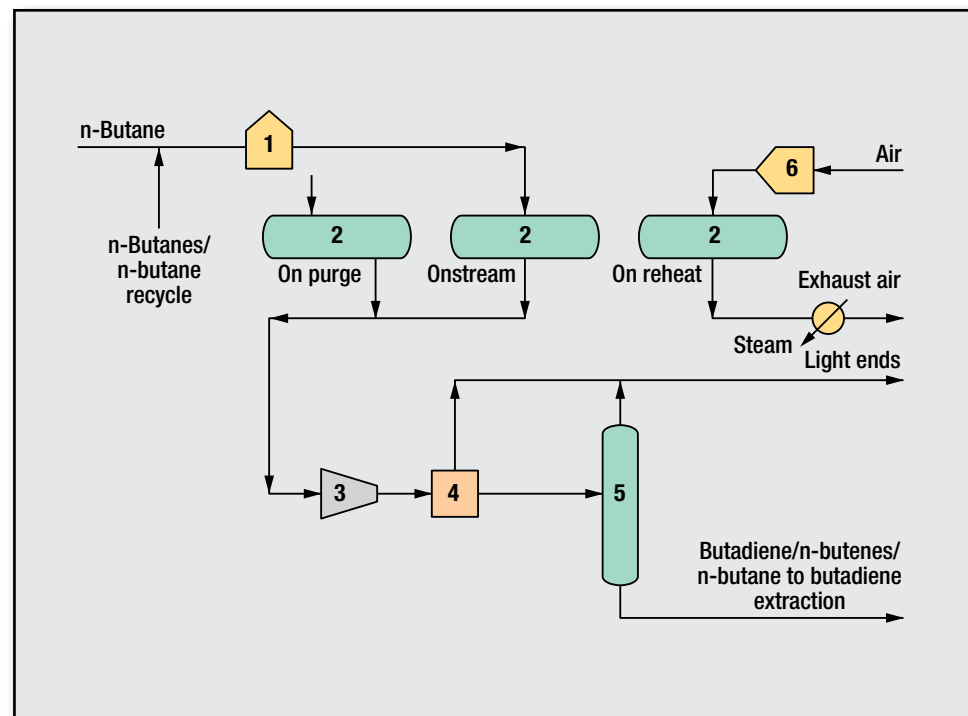 n-Butane
1
6
Air
n-Butanes/
n-butane
recycle
2
2
2
On purge
Onstream
On reheat
Exhaust air
Steam
Light ends
3
4
5
Butadiene/n-butenes/
n-butane to butadiene
extraction